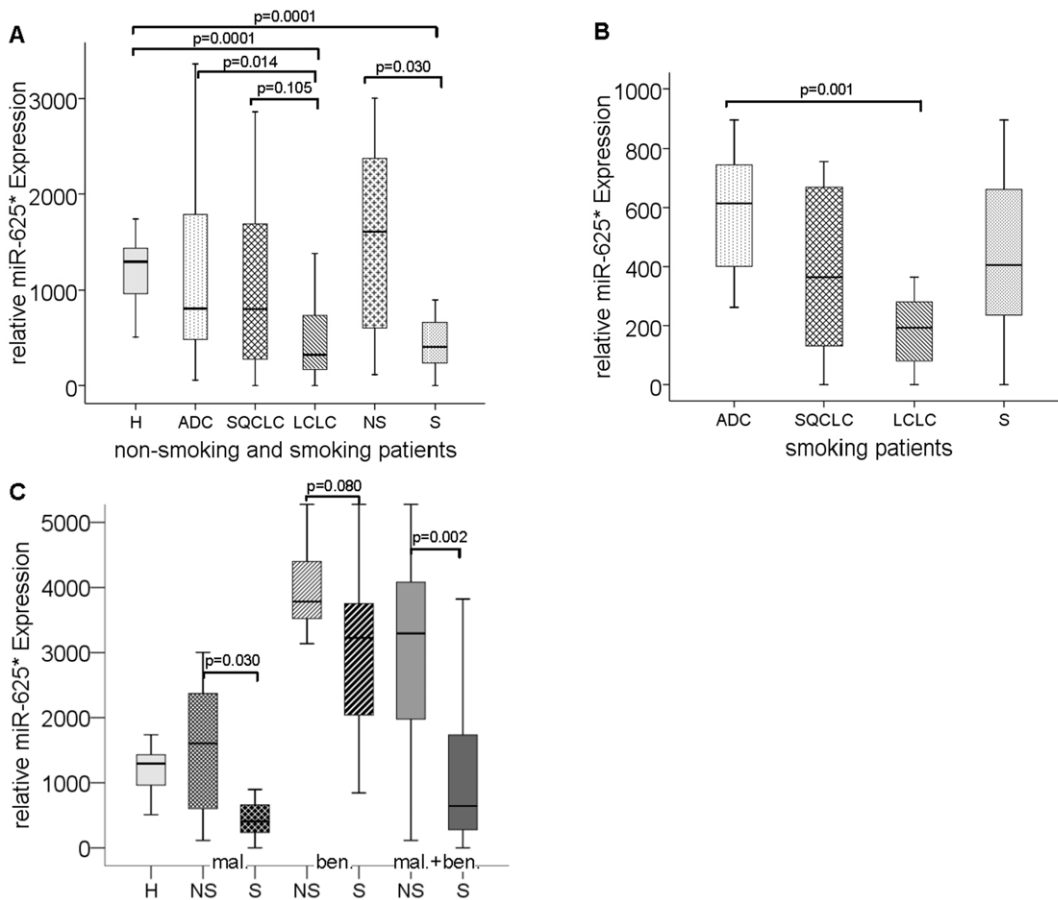 A
p=0.0001
p=0.0001
p=0.014
p=0.105
p=0.030
relative miR-625* Expression
3000
2000
1000
0
H ADC SQCLC LCLC NS S
non-smoking and smoking patients
B
p=0.001
relative miR-625* Expression
1000
800
600
400
200
0
ADC SQCLC LCLC S
smoking patients
C
p=0.080
p=0.002
p=0.030
relative miR-625* Expression
5000
4000
3000
2000
1000
0
mal. ben. mal.+ben.
H NS S NS S NS S